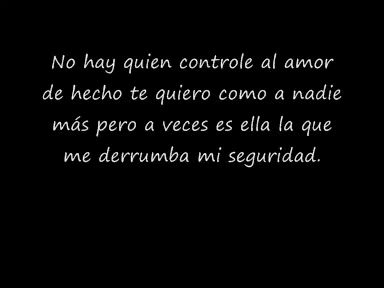 No hay quien controle al amor
de hecho te quiero como a nadie
más pero a veces es ella la que
me derrumba mi seguridad.